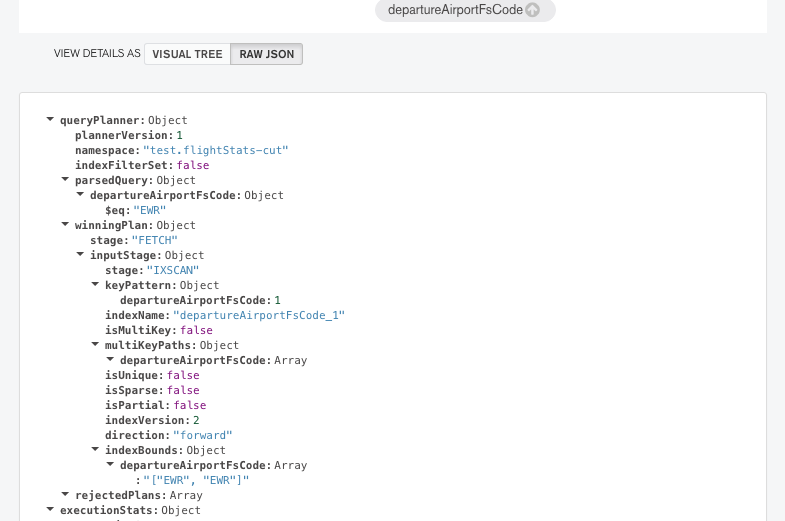 departureAirportFsCode
VIEW DETAILS AS VISUAL TREE RAW JSON
queryPlanner:Object
plannerVersion:1
namespace:"test.flightStats-cut"
indexFilterSet:false
parsedQuery:Object
departureAirportFsCode:Object
$eq:"EWR"
winningPlan:Object
stage:"FETCH"
inputStage:Object
stage:"IXSCAN"
keyPattern:Object
departureAirportFsCode:1
indexName:"departureAirportFsCode_1"
isMultiKey:false
multiKeyPaths:Object
departureAirportFsCode:Array
isUnique:false
isSparse:false
isPartial:false
indexVersion:2
direction:"forward"
indexBounds:Object
departureAirportFsCode:Array
:"["EWR", "EWR"]"
rejectedPlans:Array
executionStats:Object